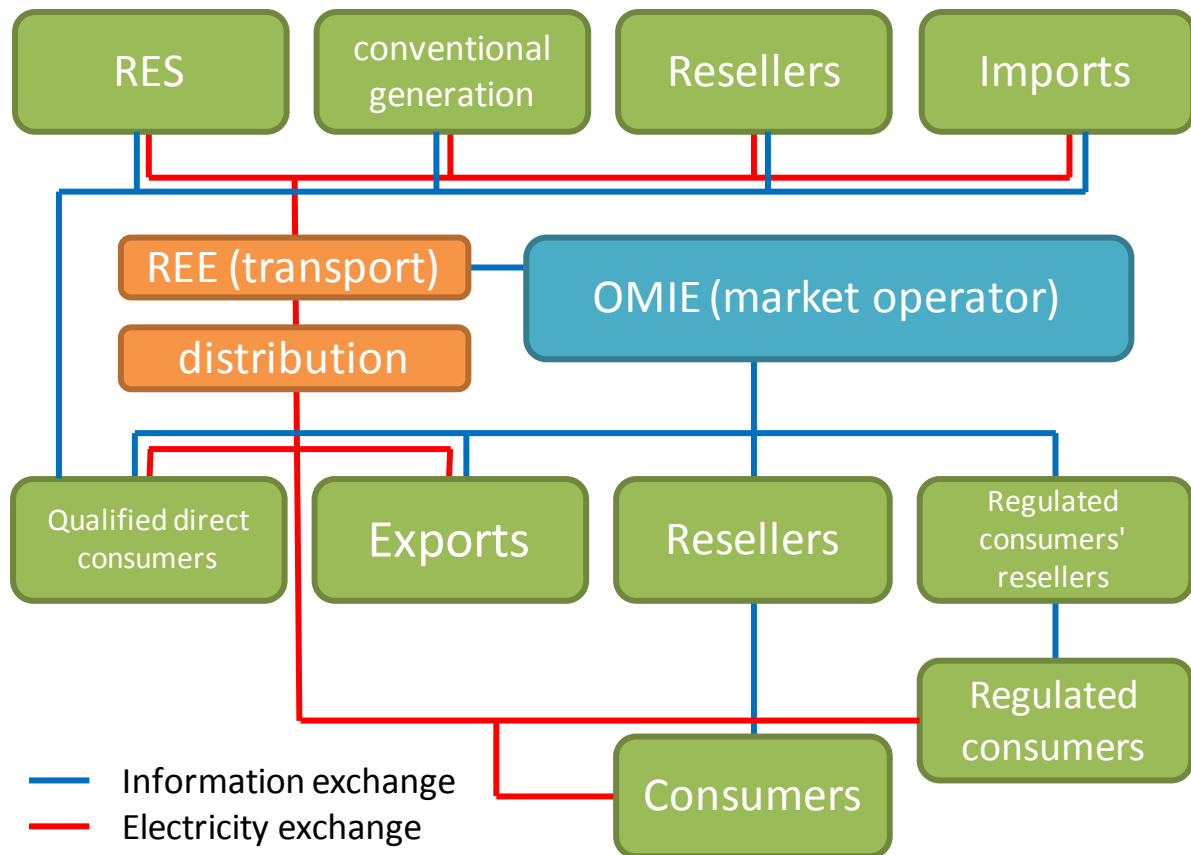 RES
conventional
generation
Resellers
Imports
REE (transport)
OMIE (market operator)
distribution
Qualified direct
consumers
Exports
Resellers
Regulated
consumers'
resellers
Regulated
consumers
Consumers
Information exchange
Electricity exchange